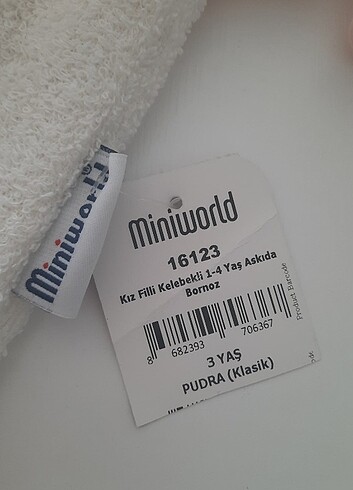 Miniworld®
Miniworld
16123
Kız Filli Kelebekli 1-4 Yaş Askıda
Bornoz
Product Barcode
8 682393 706367
3 YAŞ
PUDRA (Klasik)